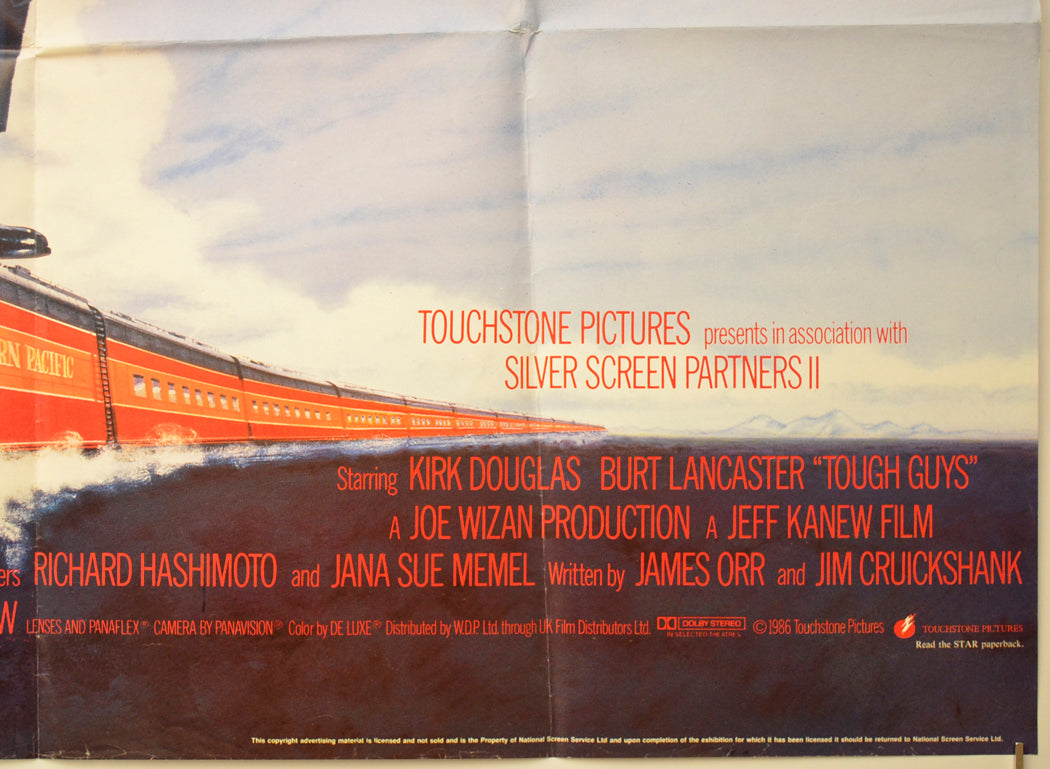 RN PACIFIC
TOUCHSTONE PICTURES presents in association with
SILVER SCREEN PARTNERS II
Starring KIRK DOUGLAS BURT LANCASTER “TOUGH GUYS”
A JOE WIZAN PRODUCTION A JEFF KANEW FILM
ers RICHARD HASHIMOTO and JANA SUE MEMEL Written by JAMES ORR and JIM CRUICKSHANK
W LENSES AND PANAFLEX® CAMERA BY PANAVISION® Color by DE LUXE® Distributed by W.D.P. Ltd. through UK Film Distributors Ltd. DOLBY STEREO © 1986 Touchstone Pictures TOUCHSTONE PICTURES
IN SELECTED THEATRES
Read the STAR paperback.
This copyright advertising material is licensed and not sold and is the Property of National Screen Service Ltd and upon completion of the exhibition for which it has been licensed it should be returned to National Screen Service Ltd.